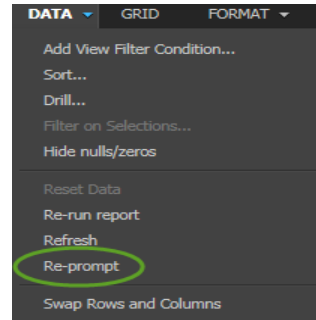 DATA GRID FORMAT
Add View Filter Condition...
Sort...
Drill...
Filter on Selections...
Hide nulls/zeros
Reset Data
Re-run report
Refresh
Re-prompt
Swap Rows and Columns